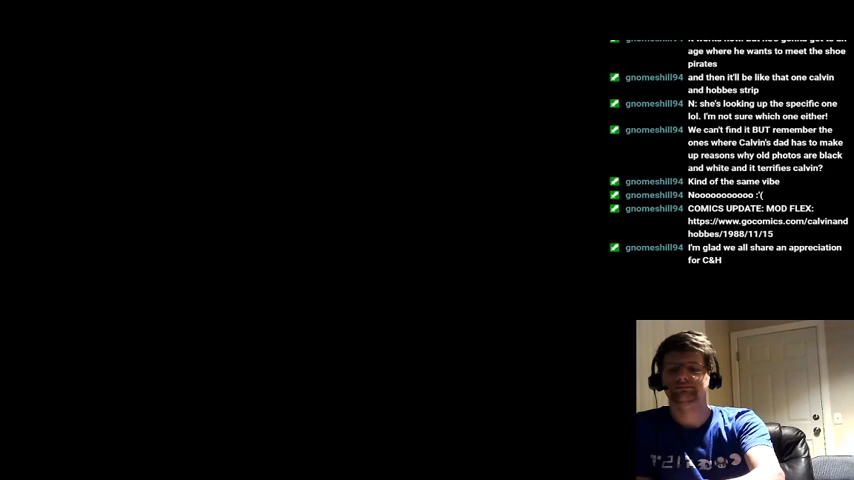 age where he wants to meet the shoe
pirates
gnomeshill94 and then it'll be like that one calvin
and hobbes strip
gnomeshill94 N: she's looking up the specific one
lol. I'm not sure which one either!
gnomeshill94 We can't find it BUT remember the
ones where Calvin's dad has to make
up reasons why old photos are black
and white and it terrifies calvin?
gnomeshill94 Kind of the same vibe
gnomeshill94 Nooooooooooo :'(
gnomeshill94 COMICS UPDATE: MOD FLEX:
https://www.gocomics.com/calvinand
hobbes/1988/11/15
gnomeshill94 I'm glad we all share an appreciation
for C&H